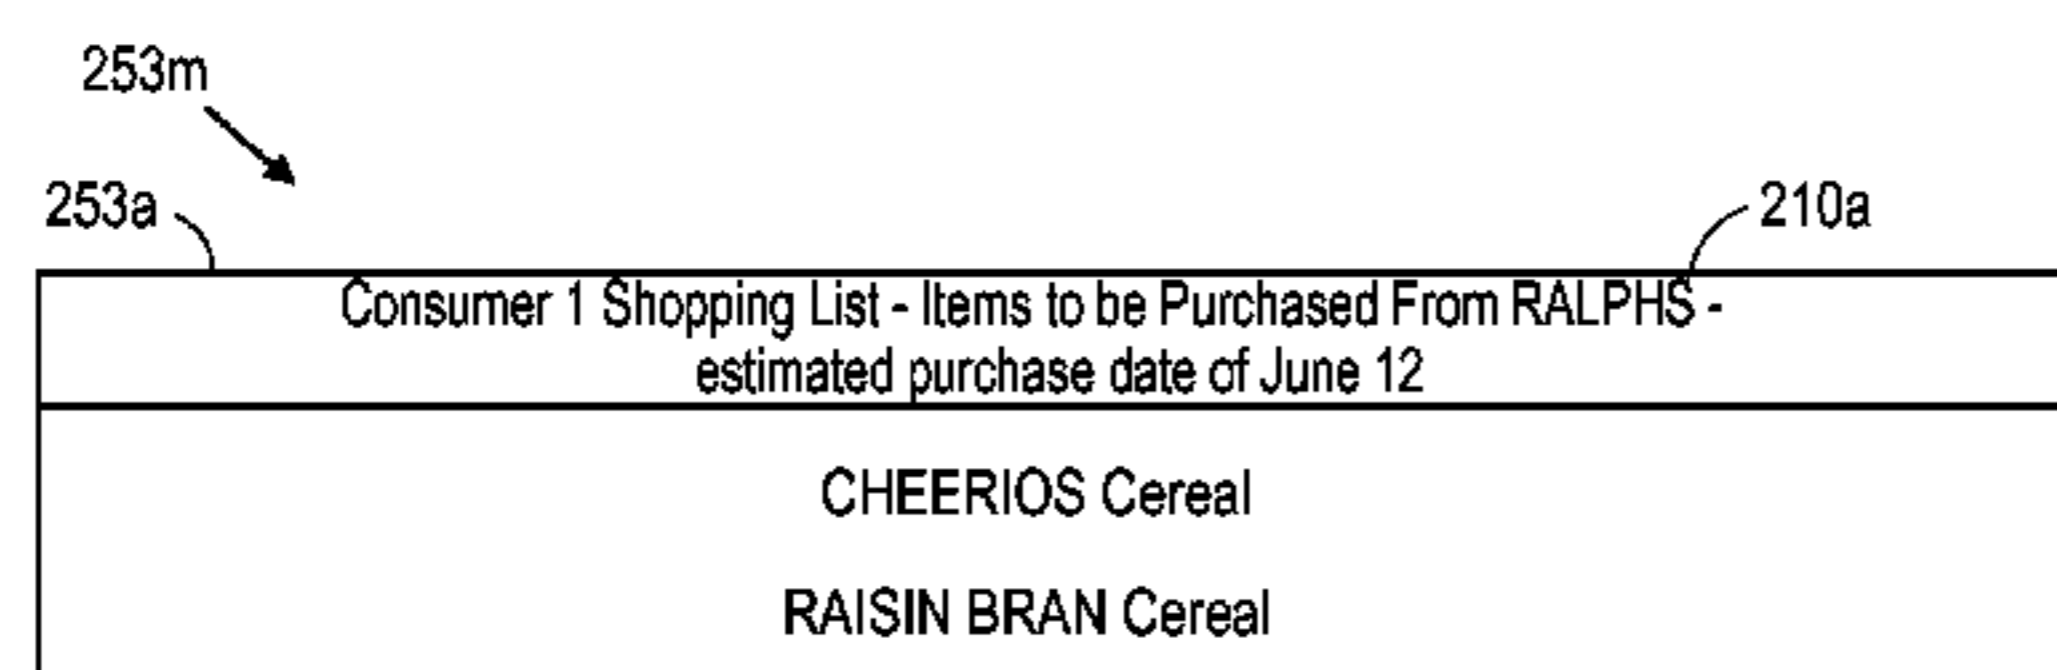 253m
253a
210a
Consumer 1 Shopping List - Items to be Purchased From RALPHS -
estimated purchase date of June 12
CHEERIOS Cereal
RAISIN BRAN Cereal